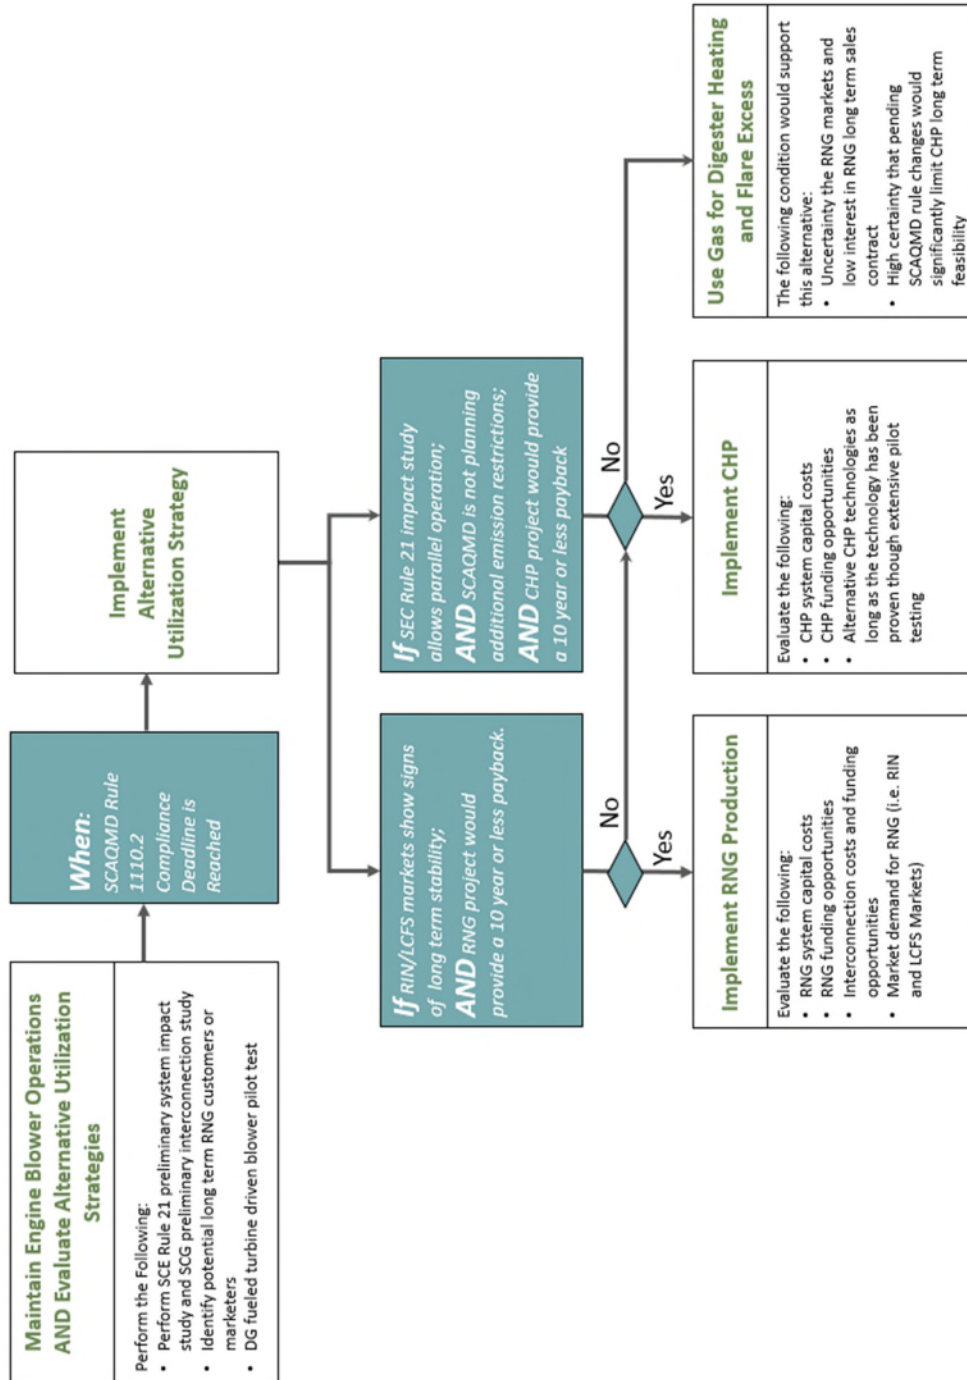 Maintain Engine Blower Operations
AND Evaluate Alternative Utilization
Strategies
Perform the Following:
• Perform SCE Rule 21 preliminary system impact
study and SCG preliminary interconnection study
• Identify potential long term RNG customers or
marketers
• DG fueled turbine driven blower pilot test
When:
SCAQMD Rule
1110.2
Compliance
Deadline is
Reached
Implement
Alternative
Utilization Strategy
If RIN/LCFS markets show signs
of long term stability;
AND RNG project would
provide a 10 year or less payback.
If SEC Rule 21 impact study
allows parallel operation;
AND SCAQMD is not planning
additional emission restrictions;
AND CHP project would provide
a 10 year or less payback
No
Yes
No
Yes
Implement RNG Production
Evaluate the following:
• RNG system capital costs
• RNG funding opportunities
• Interconnection costs and funding
opportunities
• Market demand for RNG (i.e. RIN
and LCFS Markets)
Implement CHP
Evaluate the following:
• CHP system capital costs
• CHP funding opportunities
• Alternative CHP technologies as
long as the technology has been
proven though extensive pilot
testing
Use Gas for Digester Heating
and Flare Excess
The following condition would support
this alternative:
• Uncertainty the RNG markets and
low interest in RNG long term sales
contract
• High certainty that pending
SCAQMD rule changes would
significantly limit CHP long term
feasibility